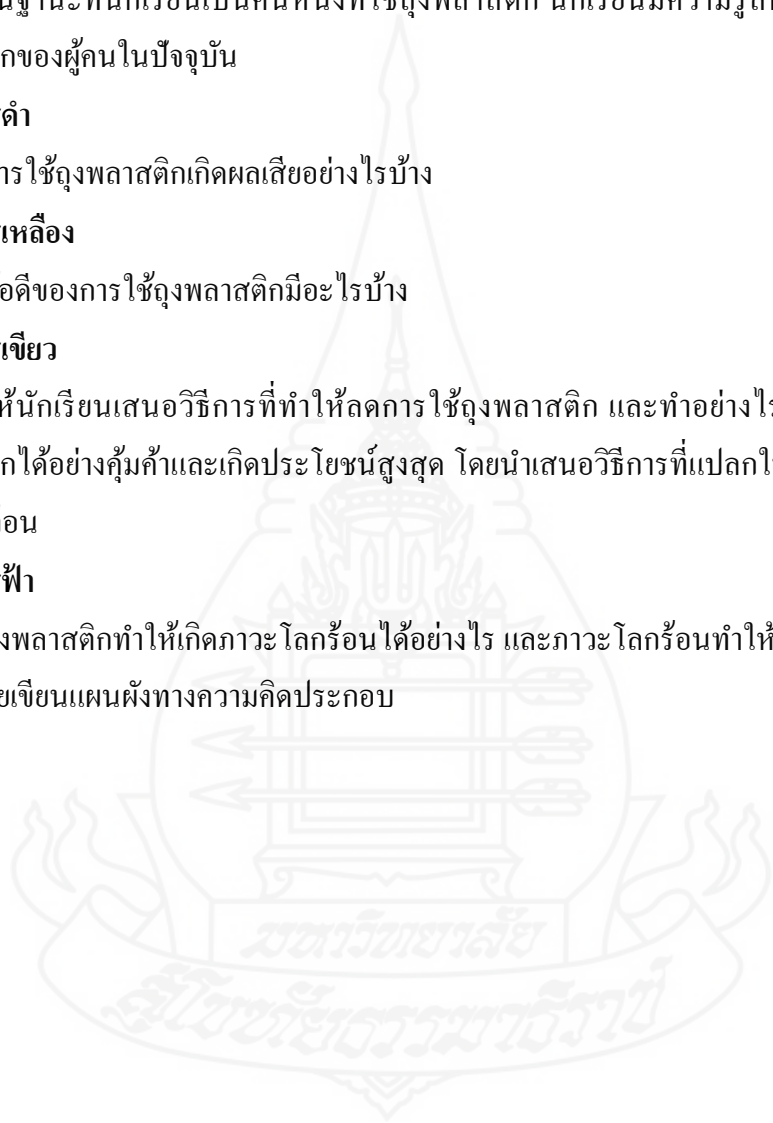 นฐานะที่นักเรียนเป็นคนหนึ่งที่ใช้ถุงพลาสติก นักเรียนมีความรู้สึก
กของผู้คนในปัจจุบัน
ดำ
ารใช้ถุงพลาสติกเกิดผลเสียอย่างไรบ้าง
เหลือง
อดีของการใช้ถุงพลาสติกมีอะไรบ้าง
เขียว
ห้นักเรียนเสนอวิธีการที่ทำให้ลดการใช้ถุงพลาสติก และทำอย่างไร
กได้อย่างคุ้มค่าและเกิดประโยชน์สูงสุด โดยนำเสนอวิธีการที่แปลกใ
อน
ฟ้า
งพลาสติกทำให้เกิดภาวะโลกร้อนได้อย่างไร และภาวะโลกร้อนทำให้
ยเขียนแผนผังทางความคิดประกอบ
มหาวิทยาลัย
สุโขทัยธรรมาธิราช